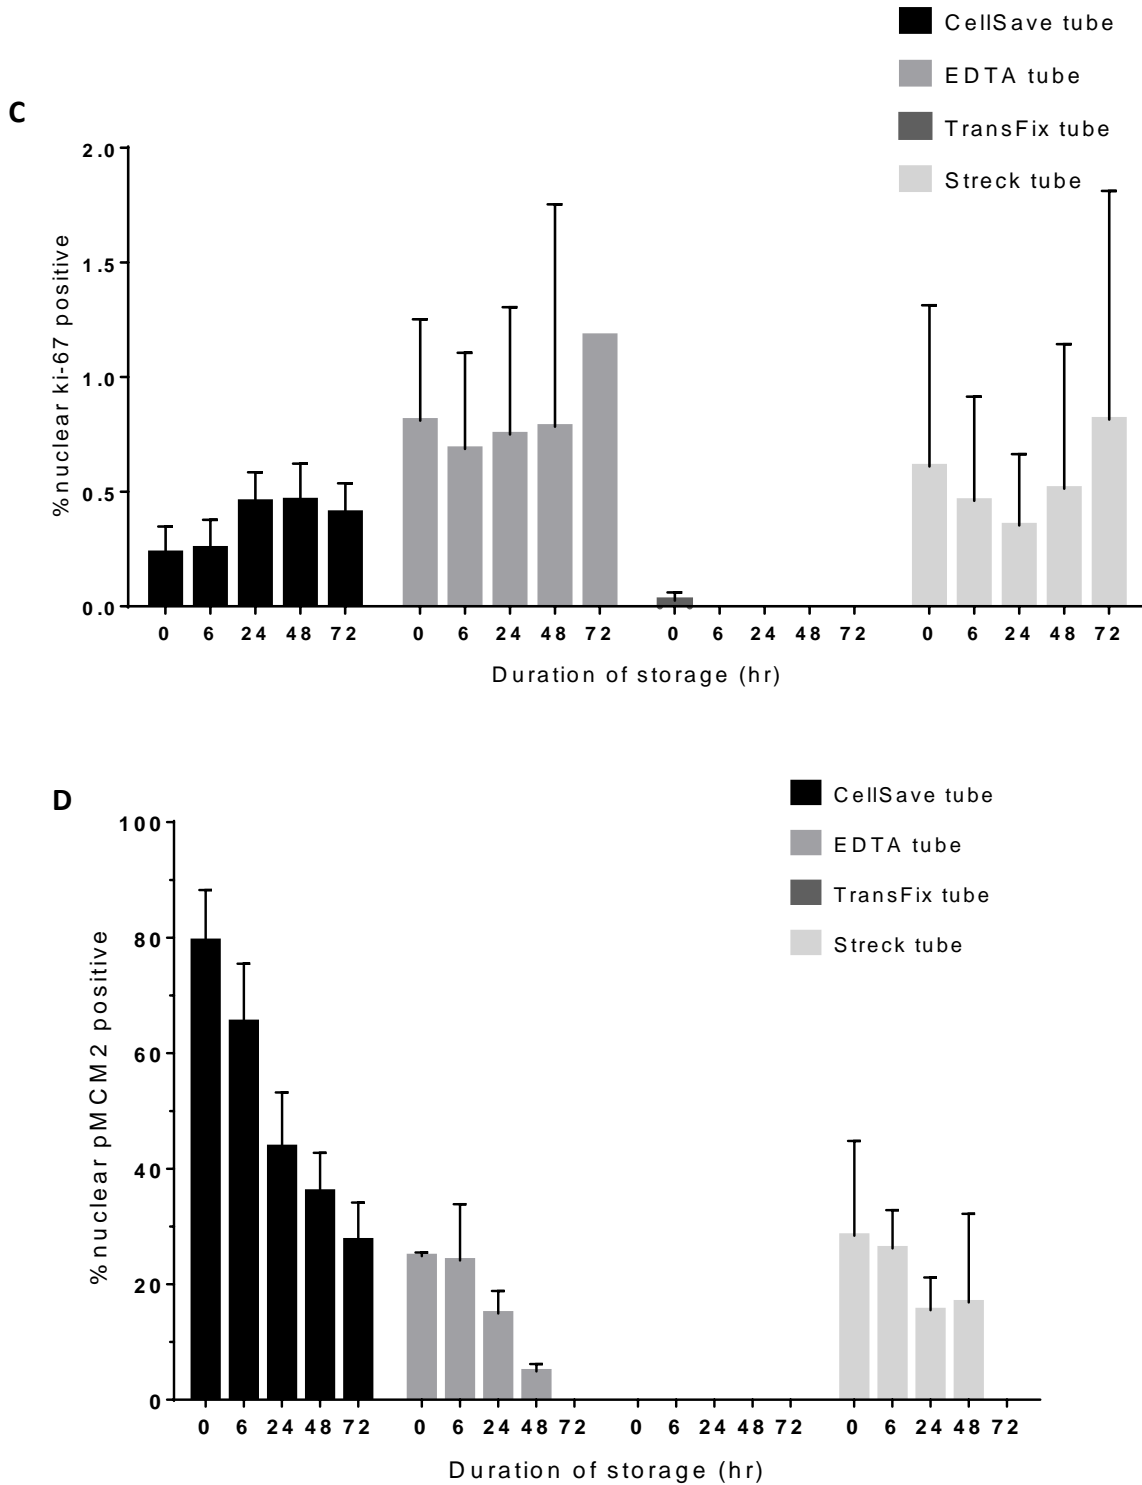 CellSave tube
EDTA tube
TransFix tube
Streck tube
C
%nuclear ki-67 positive
2.0
1.5
1.0
0.5
0.0
0 6 24 48 72 0 6 24 48 72 0 6 24 48 72 0 6 24 48 72
Duration of storage (hr)
D
CellSave tube
EDTA tube
TransFix tube
Streck tube
%nuclear pMCM2 positive
100
80
60
40
20
0
0 6 24 48 72 0 6 24 48 72 0 6 24 48 72 0 6 24 48 72
Duration of storage (hr)